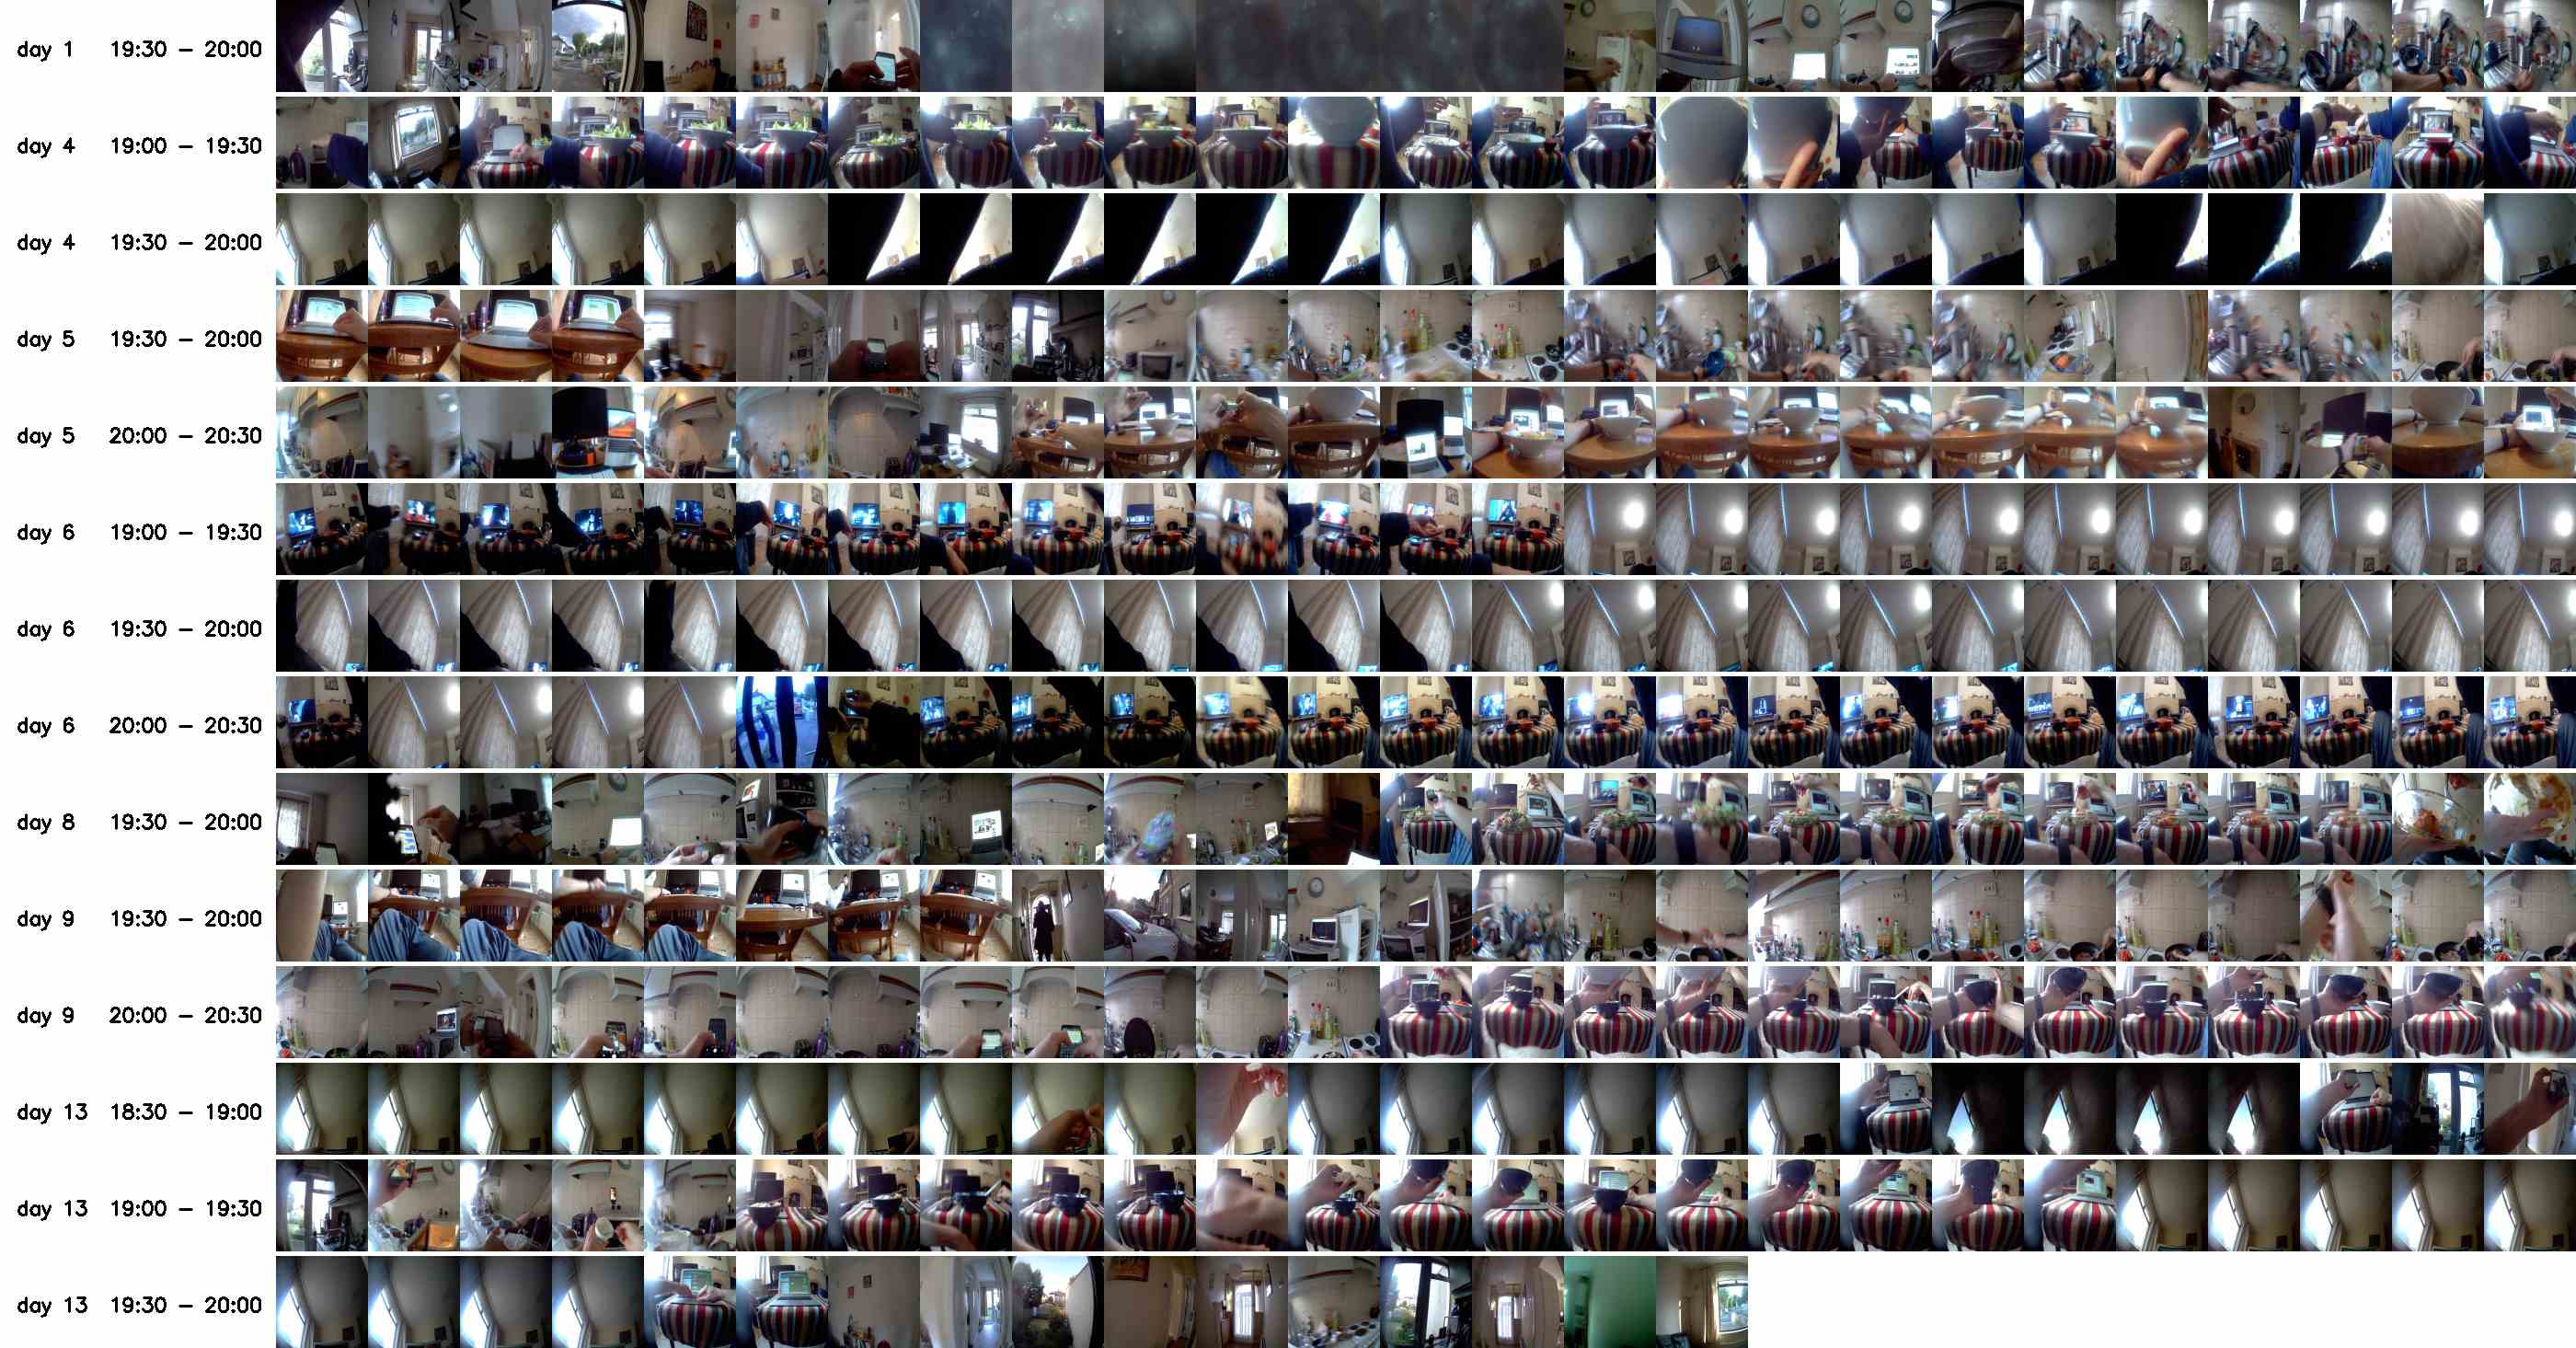 day 1 19:30 - 20:00
day 4 19:00 - 19:30
day 4 19:30 - 20:00
day 5 19:30 - 20:00
day 5 20:00 - 20:30
day 6 19:00 - 19:30
day 6 19:30 - 20:00
day 6 20:00 - 20:30
day 8 19:30 - 20:00
day 9 19:30 - 20:00
day 9 20:00 - 20:30
day 13 18:30 - 19:00
day 13 19:00 - 19:30
day 13 19:30 - 20:00